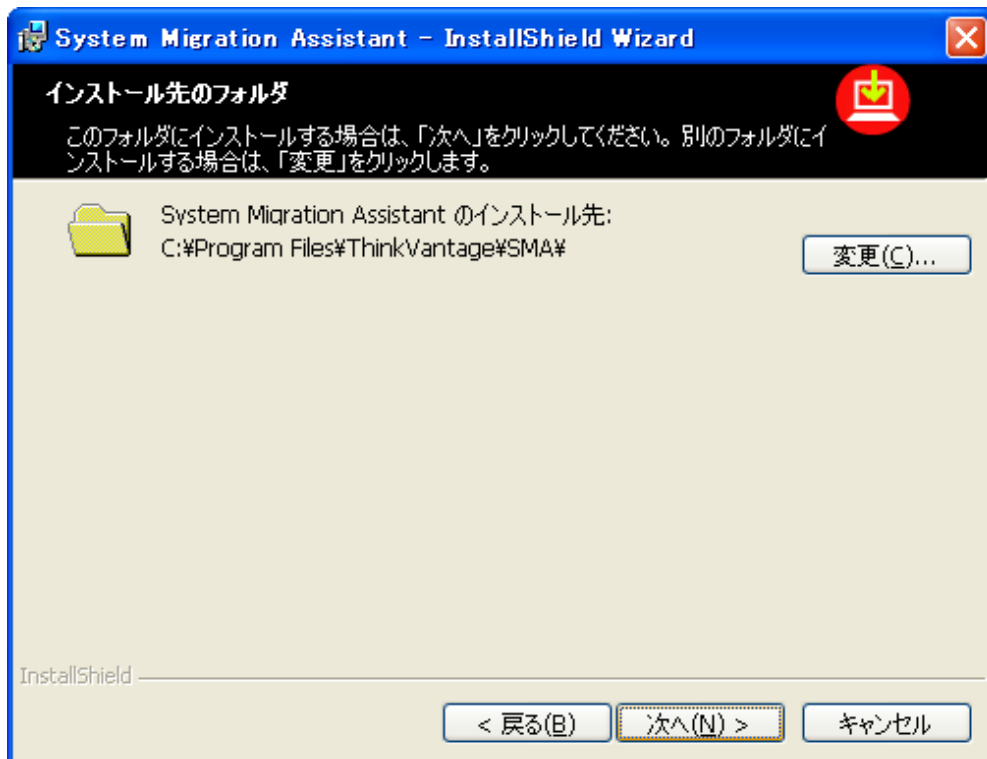 System Migration Assistant - InstallShield Wizard
インストール先のフォルダ
このフォルダにインストールする場合は、「次へ」をクリックしてください。別のフォルダにイ
ンストールする場合は、「変更」をクリックします。
System Migration Assistant のインストール先:
C:¥Program Files¥ThinkVantage¥SMA¥
変更(C)...
InstallShield
< 戻る(B)
次へ(N) >
キャンセル